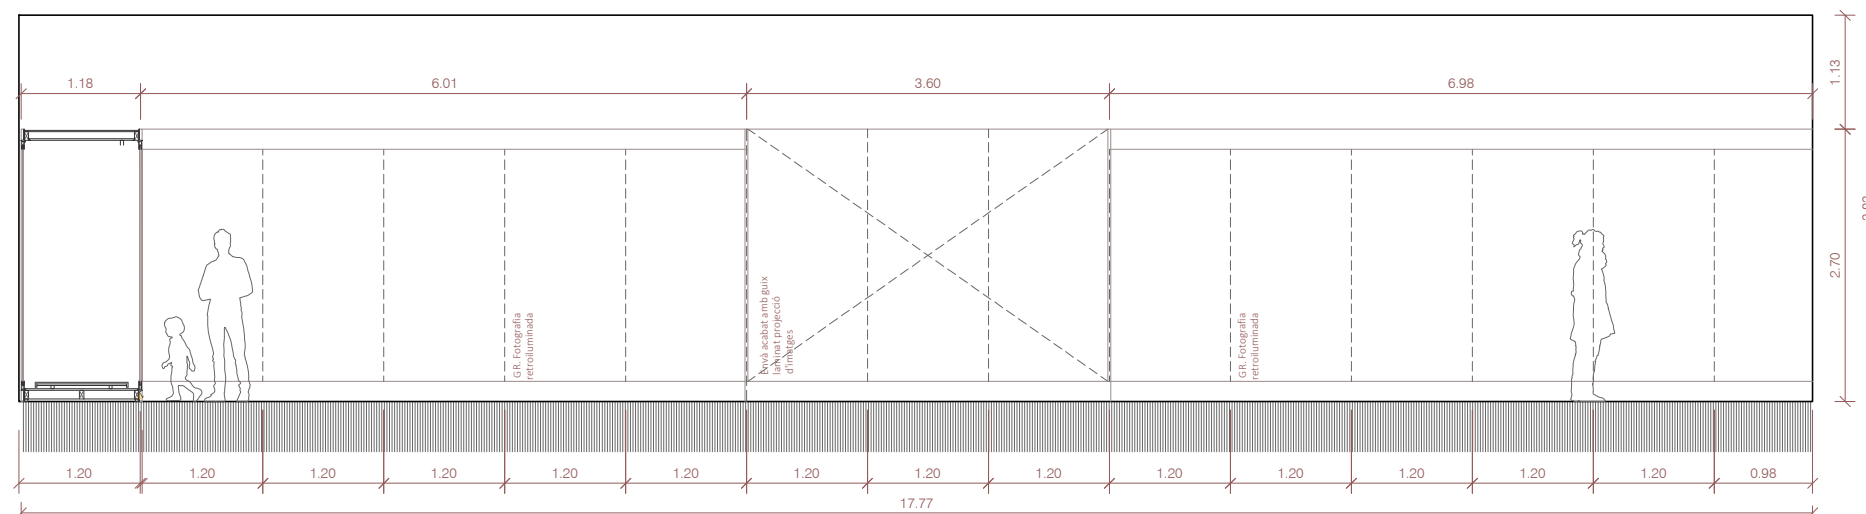 1.18 6.01 3.60 6.98
1.13
2.70
GR. Fotografia
retroiluminada
Envà acabat amb guix
laminat projecció
d'imatges
GR. Fotografia
retroiluminada
1.20 1.20 1.20 1.20 1.20 1.20 1.20 1.20 1.20 1.20 1.20 1.20 1.20 1.20 0.98
17.77